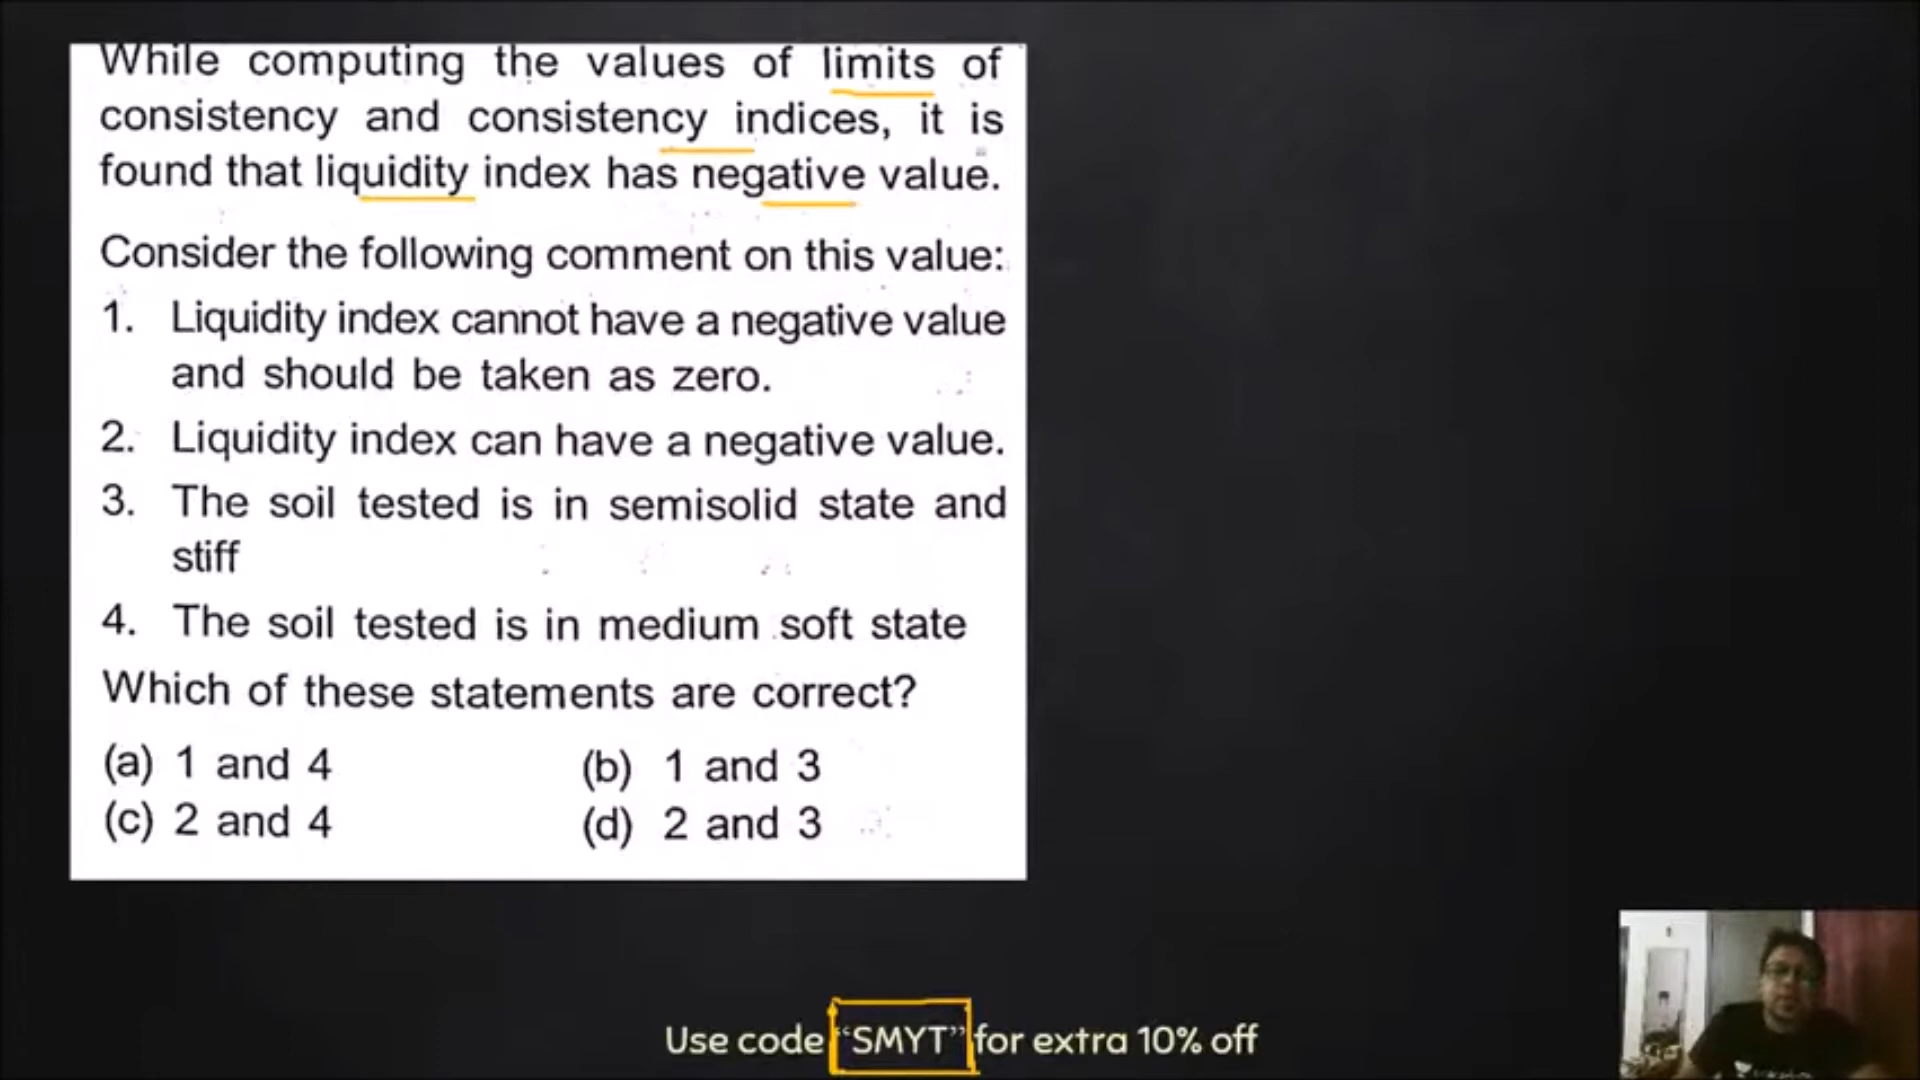 While computing the values of limits of
consistency and consistency indices, it is
found that liquidity index has negative value.
Consider the following comment on this value:
1. Liquidity index cannot have a negative value
and should be taken as zero.
2. Liquidity index can have a negative value.
3. The soil tested is in semisolid state and
stiff
4. The soil tested is in medium soft state
Which of these statements are correct?
(a) 1 and 4 (b) 1 and 3
(c) 2 and 4 (d) 2 and 3
Use code “SMYT” for extra 10% off